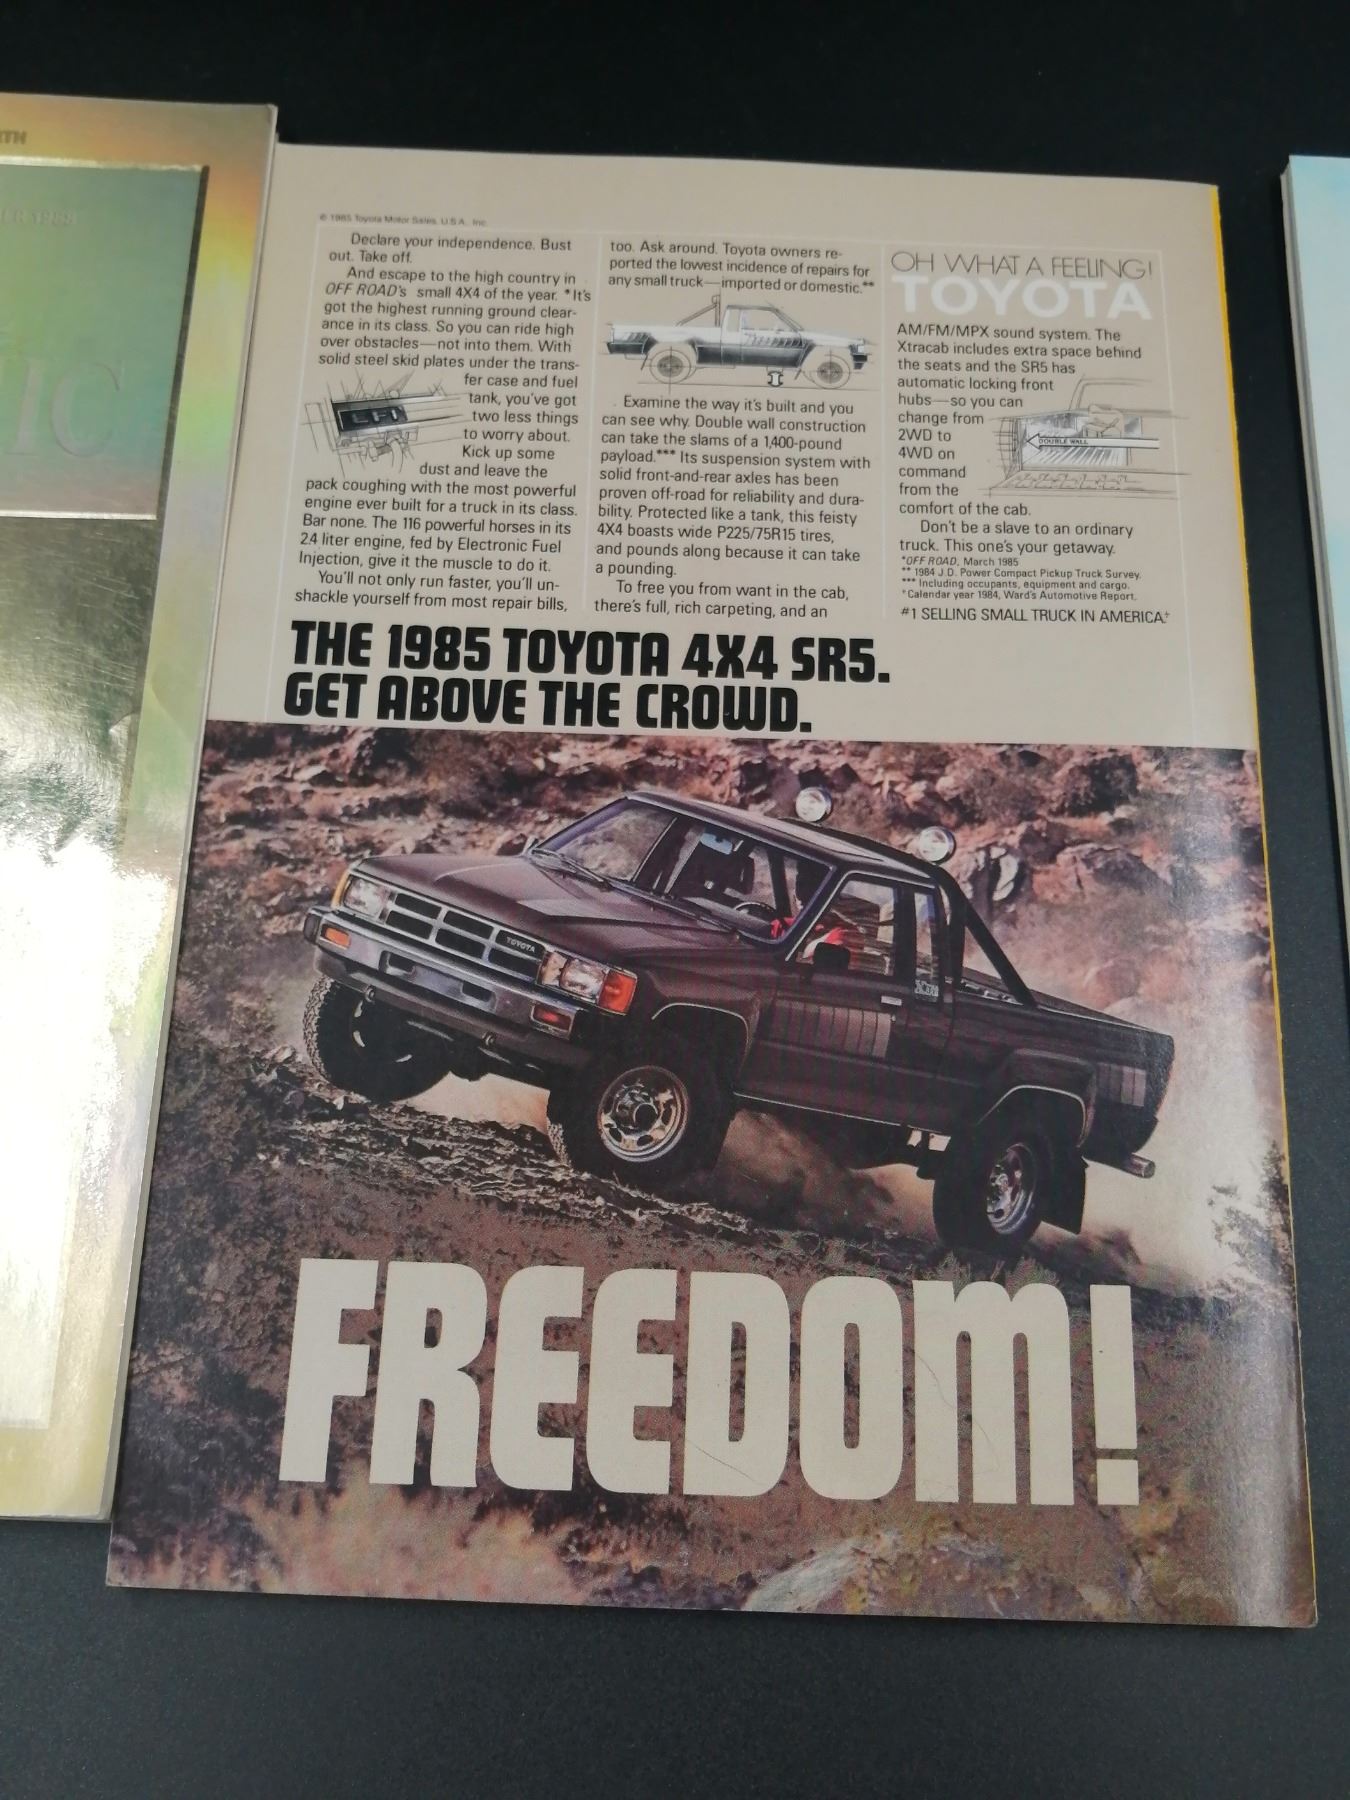 RTH
1988
IC
© 1985 Toyota Motor Sales, U.S.A., Inc.
Declare your independence. Bust
out. Take off.
And escape to the high country in
OFF ROAD's small 4X4 of the year. *It's
got the highest running ground clear-
ance in its class. So you can ride high
over obstacles—not into them. With
solid steel skid plates under the trans-
fer case and fuel
tank, you've got
two less things
to worry about.
Kick up some
dust and leave the
pack coughing with the most powerful
engine ever built for a truck in its class.
Bar none. The 116 powerful horses in its
2.4 liter engine, fed by Electronic Fuel
Injection, give it the muscle to do it.
You'll not only run faster, you'll un-
shackle yourself from most repair bills,
EFI
too. Ask around. Toyota owners re-
ported the lowest incidence of repairs for
any small truck—imported or domestic.**
Examine the way it's built and you
can see why. Double wall construction
can take the slams of a 1,400-pound
payload.*** Its suspension system with
solid front-and-rear axles has been
proven off-road for reliability and dura-
bility. Protected like a tank, this feisty
4X4 boasts wide P225/75R15 tires,
and pounds along because it can take
a pounding.
To free you from want in the cab,
there's full, rich carpeting, and an
OH WHAT A FEELING!
TOYOTA
AM/FM/MPX sound system. The
Xtracab includes extra space behind
the seats and the SR5 has
automatic locking front
hubs—so you can
change from
2WD to
4WD on
command
from the
comfort of the cab.
DOUBLE WALL
Don't be a slave to an ordinary
truck. This one's your getaway.
*OFF ROAD, March 1985
** 1984 J.D. Power Compact Pickup Truck Survey.
*** Including occupants, equipment and cargo.
+Calendar year 1984, Ward's Automotive Report.
#1 SELLING SMALL TRUCK IN AMERICA.+
THE 1985 TOYOTA 4X4 SR5.
GET ABOVE THE CROWD.
TOYOTA
FREEDOM!